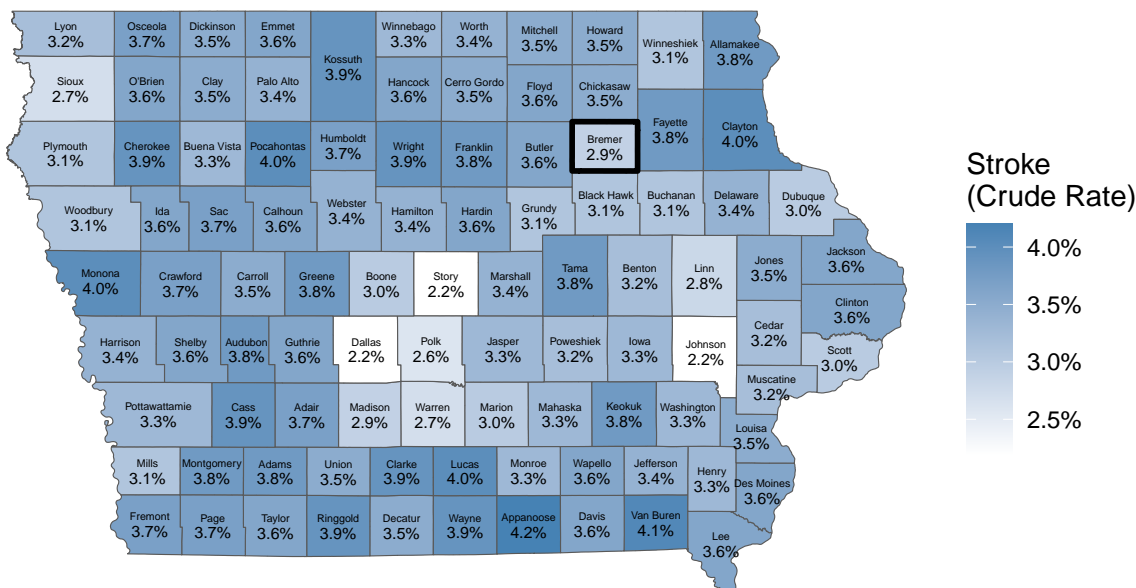 Lyon
3.2%
Osceola
3.7%
Dickinson
3.5%
Emmet
3.6%
Kossuth
3.9%
Winnebago
3.3%
Worth
3.4%
Mitchell
3.5%
Howard
3.5%
Winneshiek
3.1%
Allamakee
3.8%
Sioux
2.7%
O'Brien
3.6%
Clay
3.5%
Palo Alto
3.4%
Hancock
3.6%
Cerro Gordo
3.5%
Floyd
3.6%
Chickasaw
3.5%
Plymouth
3.1%
Cherokee
3.9%
Buena Vista
3.3%
Pocahontas
4.0%
Humboldt
3.7%
Wright
3.9%
Franklin
3.8%
Butler
3.6%
Bremer
2.9%
Fayette
3.8%
Clayton
4.0%
Woodbury
3.1%
Ida
3.6%
Sac
3.7%
Calhoun
3.6%
Webster
3.4%
Hamilton
3.4%
Hardin
3.6%
Grundy
3.1%
Black Hawk
3.1%
Buchanan
3.1%
Delaware
3.4%
Dubuque
3.0%
Monona
4.0%
Crawford
3.7%
Carroll
3.5%
Greene
3.8%
Boone
3.0%
Story
2.2%
Marshall
3.4%
Tama
3.8%
Benton
3.2%
Linn
2.8%
Jones
3.5%
Jackson
3.6%
Clinton
3.6%
Harrison
3.4%
Shelby
3.6%
Audubon
3.8%
Guthrie
3.6%
Dallas
2.2%
Polk
2.6%
Jasper
3.3%
Poweshiek
3.2%
Iowa
3.3%
Johnson
2.2%
Cedar
3.2%
Scott
3.0%
Muscatine
3.2%
Pottawattamie
3.3%
Cass
3.9%
Adair
3.7%
Madison
2.9%
Warren
2.7%
Marion
3.0%
Mahaska
3.3%
Keokuk
3.8%
Washington
3.3%
Louisa
3.5%
Mills
3.1%
Montgomery
3.8%
Adams
3.8%
Union
3.5%
Clarke
3.9%
Lucas
4.0%
Monroe
3.3%
Wapello
3.6%
Jefferson
3.4%
Henry
3.3%
Des Moines
3.6%
Fremont
3.7%
Page
3.7%
Taylor
3.6%
Ringgold
3.9%
Decatur
3.5%
Wayne
3.9%
Appanoose
4.2%
Davis
3.6%
Van Buren
4.1%
Lee
3.6%
Stroke
(Crude Rate)
4.0%
3.5%
3.0%
2.5%